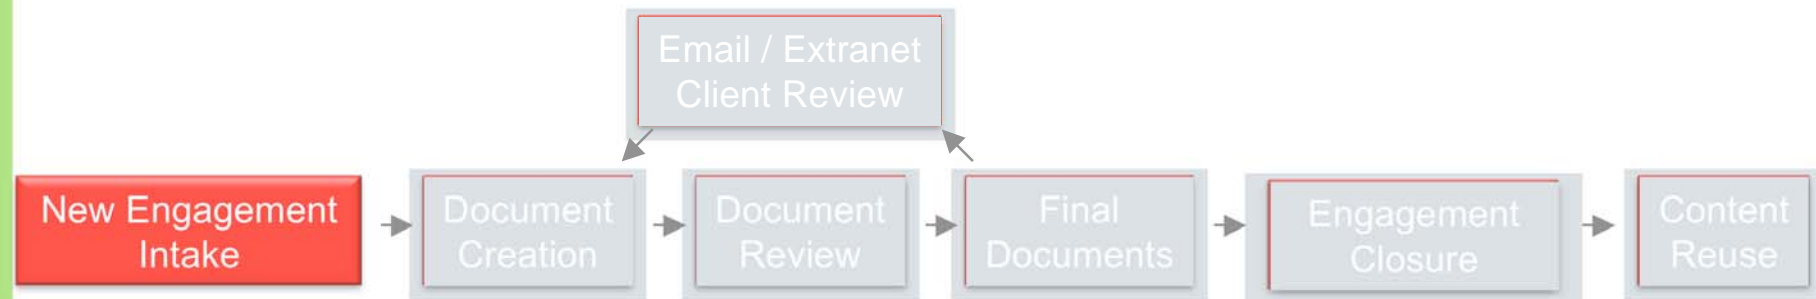 Email / Extranet
Client Review
New Engagement
Intake
Document
Creation
Document
Review
Final
Documents
Engagement
Closure
Content
Reuse